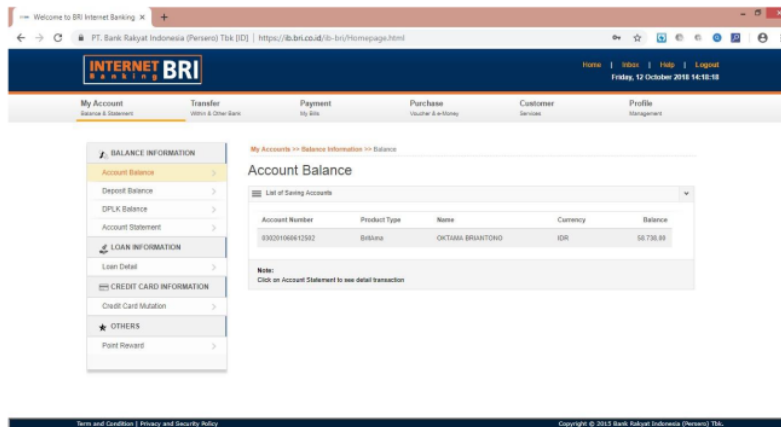 Welcome to BRI Internet Banking
PT. Bank Rakyat Indonesia (Persero) Tbk [ID] | https://ib.bri.co.id/ib-bri/Homepage.html
INTERNET BRI
Banking
Home | Inbox | Help | Logout
Friday, 12 October 2018 14:18:18
My Account Transfer Payment Purchase Customer Profile
Balance & Statement Within & Other Bank My Bills Voucher & e-Money Services Management
BALANCE INFORMATION
Account Balance
Deposit Balance
DPLK Balance
Account Statement
LOAN INFORMATION
Loan Detail
CREDIT CARD INFORMATION
Credit Card Mutation
OTHERS
Point Reward
My Accounts >> Balance Information >> Balance
Account Balance
List of Saving Accounts
Account Number Product Type Name Currency Balance
030201060612502 BritAma OKTAMA BRIANTONO IDR 58.738,00
Note:
Click on Account Statement to see detail transaction
Term and Condition | Privacy and Security Policy
Copyright © 2015 Bank Rakyat Indonesia (Persero) Tbk.